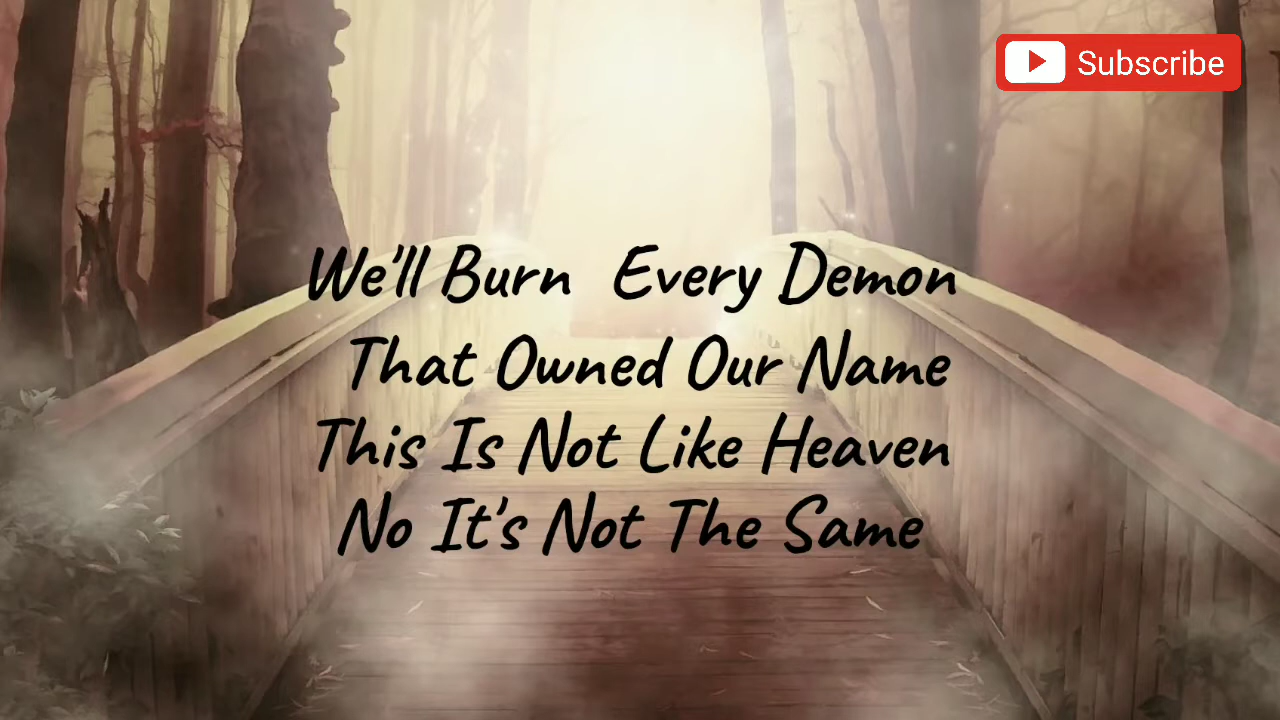 Subscribe
We'll Burn Every Demon
That Owned Our Name
This Is Not Like Heaven
No It's Not The Same